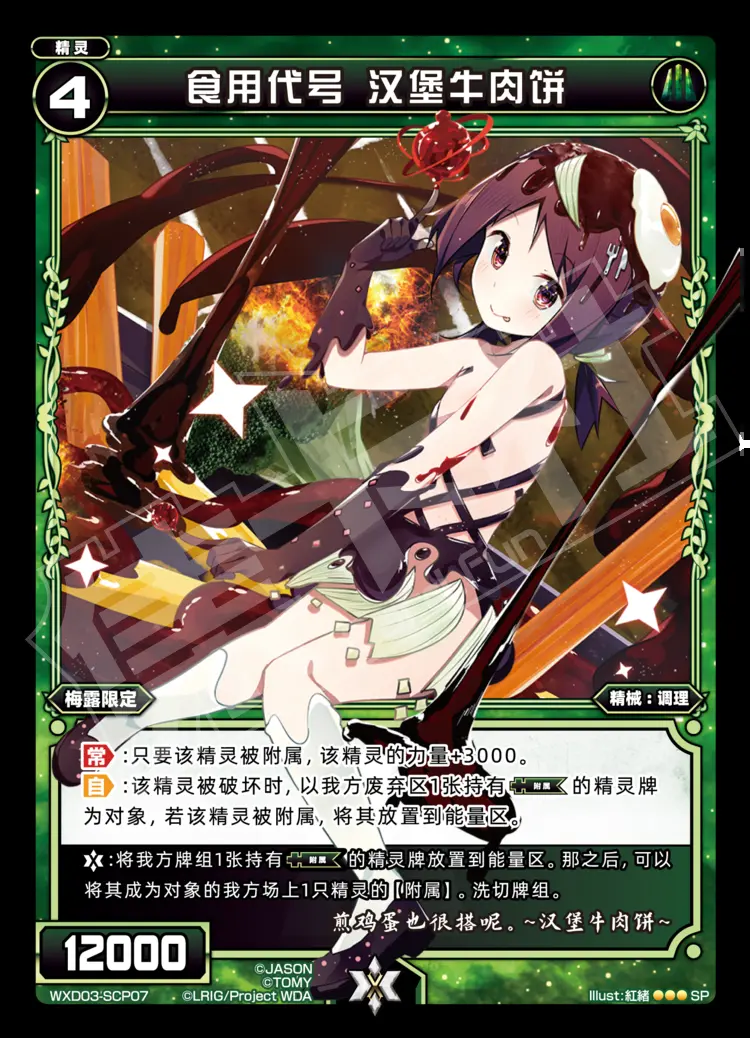 精灵
4
食用代号 汉堡牛肉饼
梅露限定
精械：调理
常:只要该精灵被附属，该精灵的力量+3000。
自:该精灵被破坏时，以我方废弃区1张持有附属的精灵牌
为对象，若该精灵被附属，将其放置到能量区。
:将我方牌组1张持有附属的精灵牌放置到能量区。那之后，可以
将其成为对象的我方场上1只精灵的【附属】。洗切牌组。
煎鸡蛋也很搭呢。~汉堡牛肉饼~
12000
©JASON
©TOMY
WXD03-SCP07 ©LRIG/Project WDA
Illust:紅緒 SP